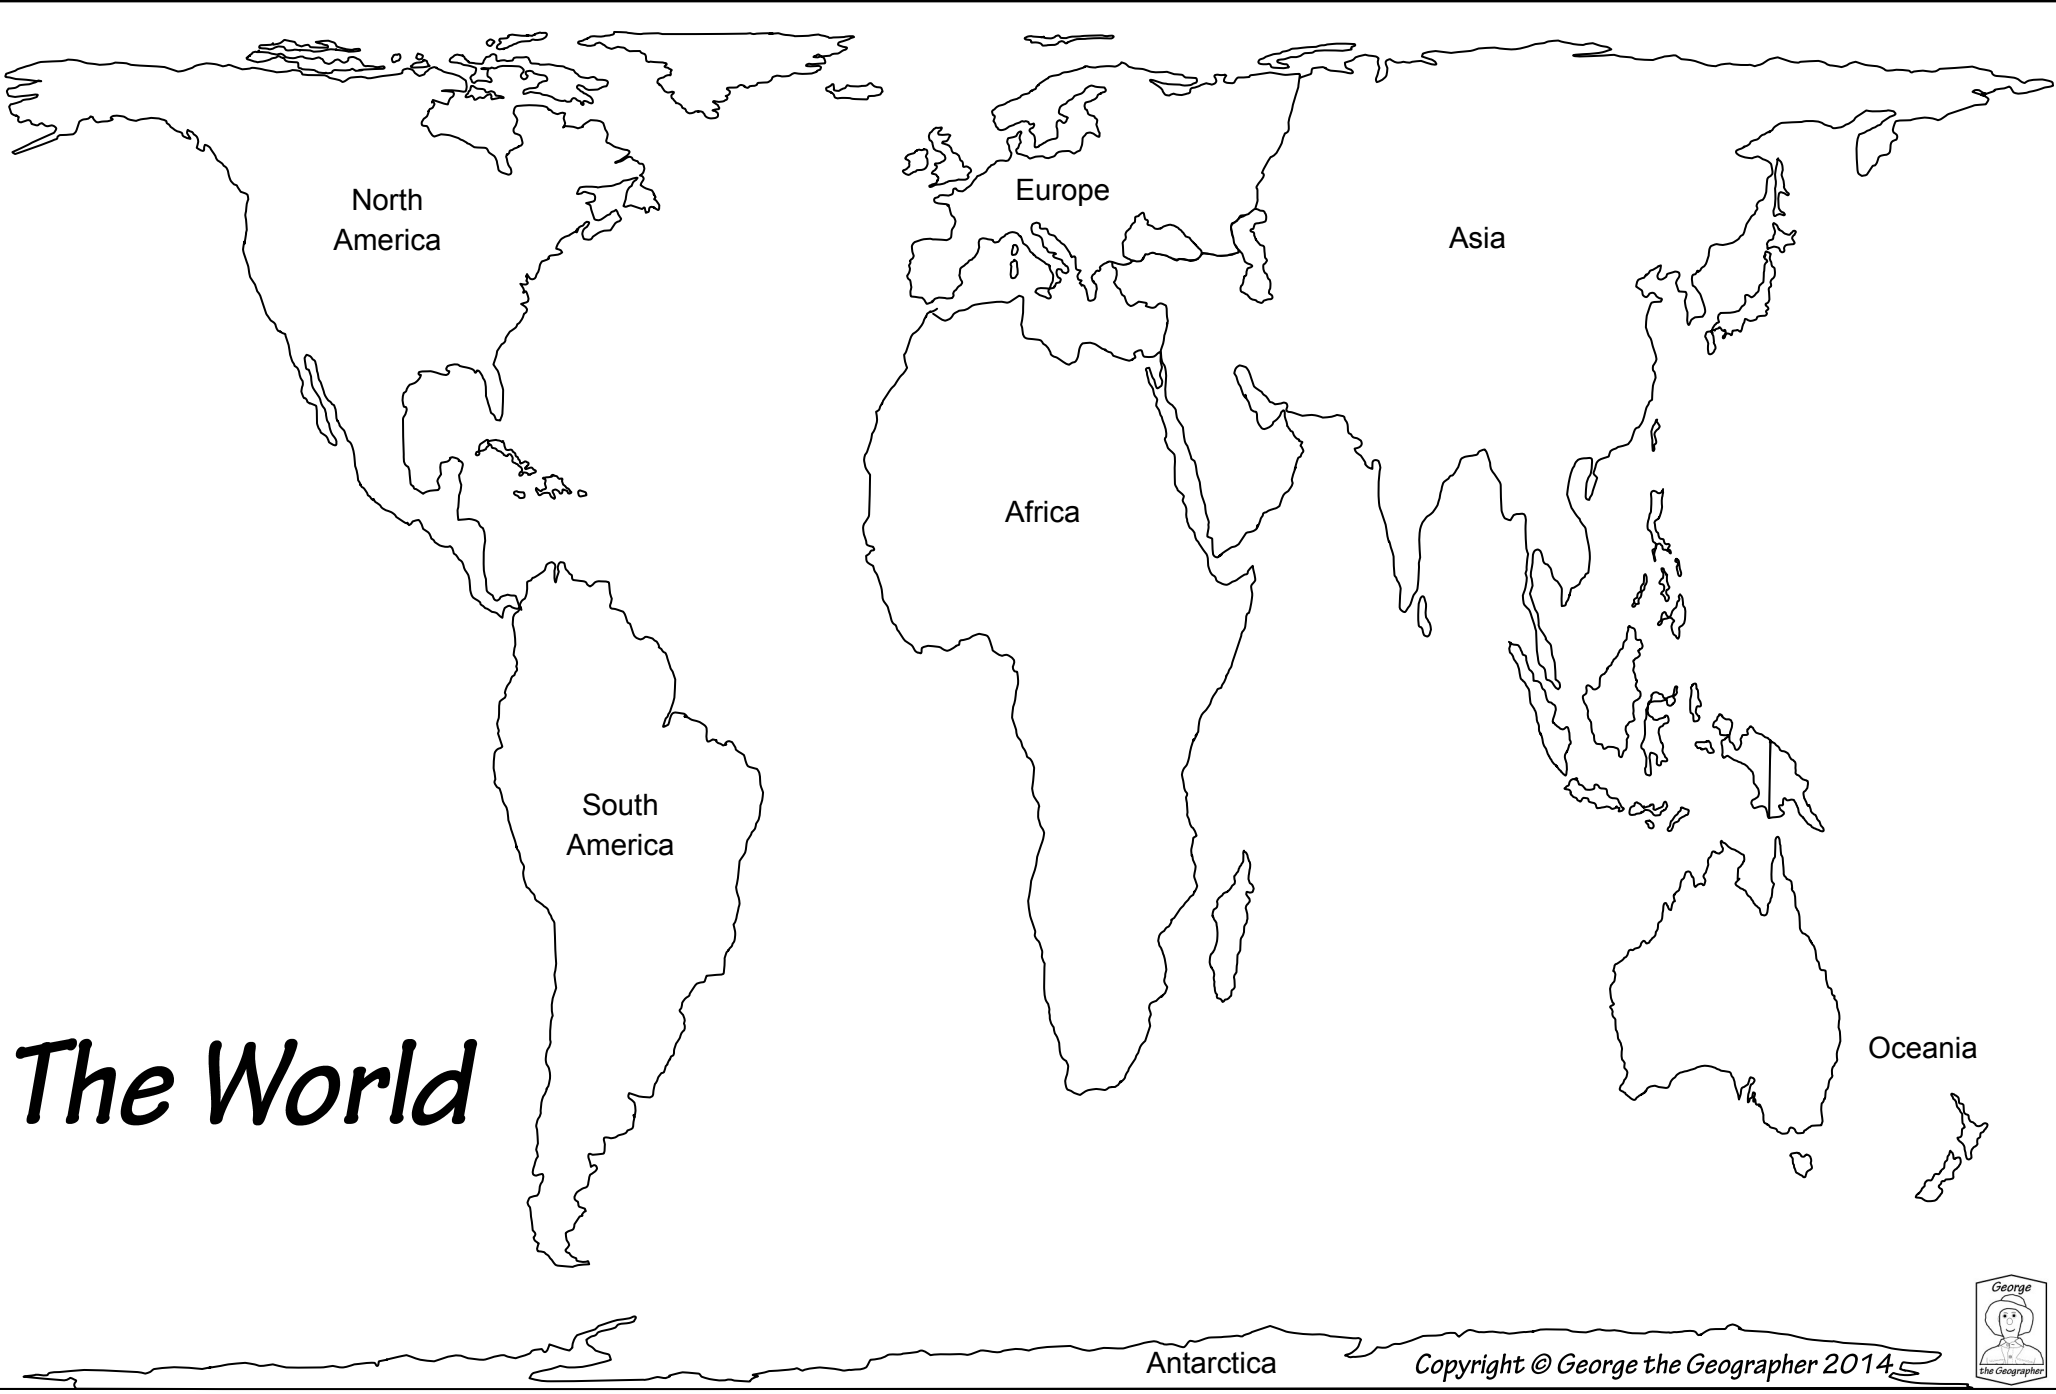 North
America
Europe
Asia
Africa
South
America
The World
Oceania
Antarctica
Copyright © George the Geographer 2014
George
the Geographer